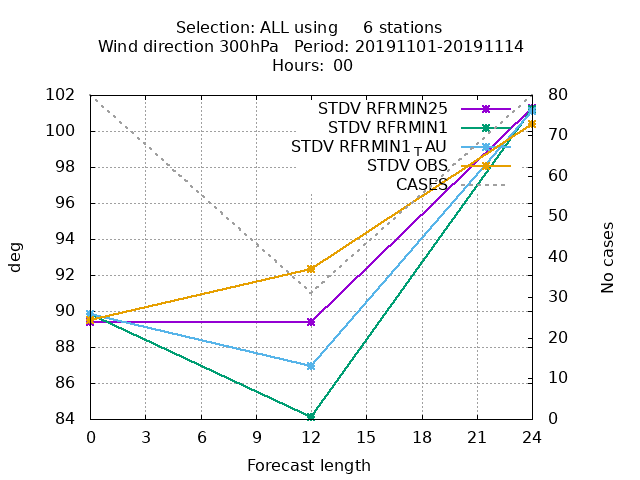 Selection: ALL using     6 stations
Wind direction 300hPa   Period: 20191101-20191114
Hours:  00
102
100
98
96
94
92
90
88
86
84
deg
80
70
60
50
40
30
20
10
0
No cases
STDV RFRMIN25
STDV RFRMIN1
STDV RFRMIN1TAU
STDV OBS
CASES
0 3 6 9 12 15 18 21 24
Forecast length